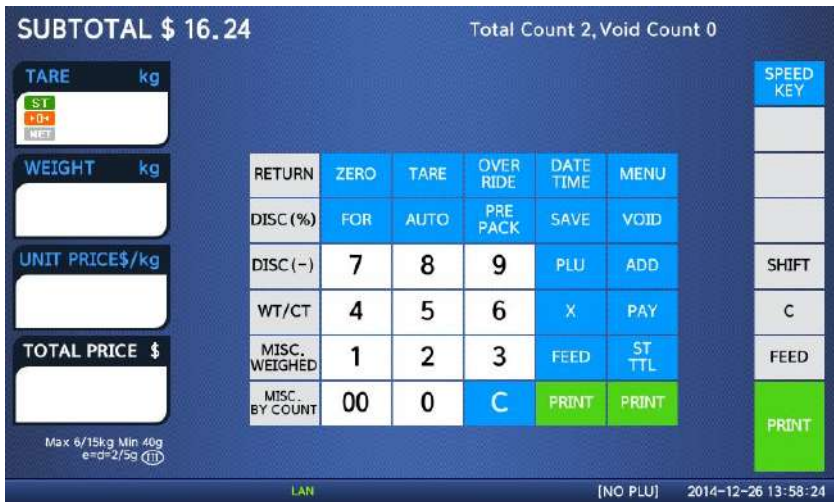 SUBTOTAL $ 16.24
Total Count 2,Void Count 0
TARE kg
ST
→0←
NET
WEIGHT kg
UNIT PRICE$/kg
TOTAL PRICE $
Max 6/15kg Min 40g
e=d=2/5g III
RETURN ZERO TARE OVER RIDE DATE TIME MENU
DISC(%) FOR AUTO PRE PACK SAVE VOID
DISC(-) 7 8 9 PLU ADD
WT/CT 4 5 6 X PAY
MISC. WEIGHED 1 2 3 FEED ST TTL
MISC. BY COUNT 00 0 C PRINT PRINT
SPEED KEY
SHIFT
C
FEED
PRINT
LAN
[NO PLU]
2014-12-26 13:58:24